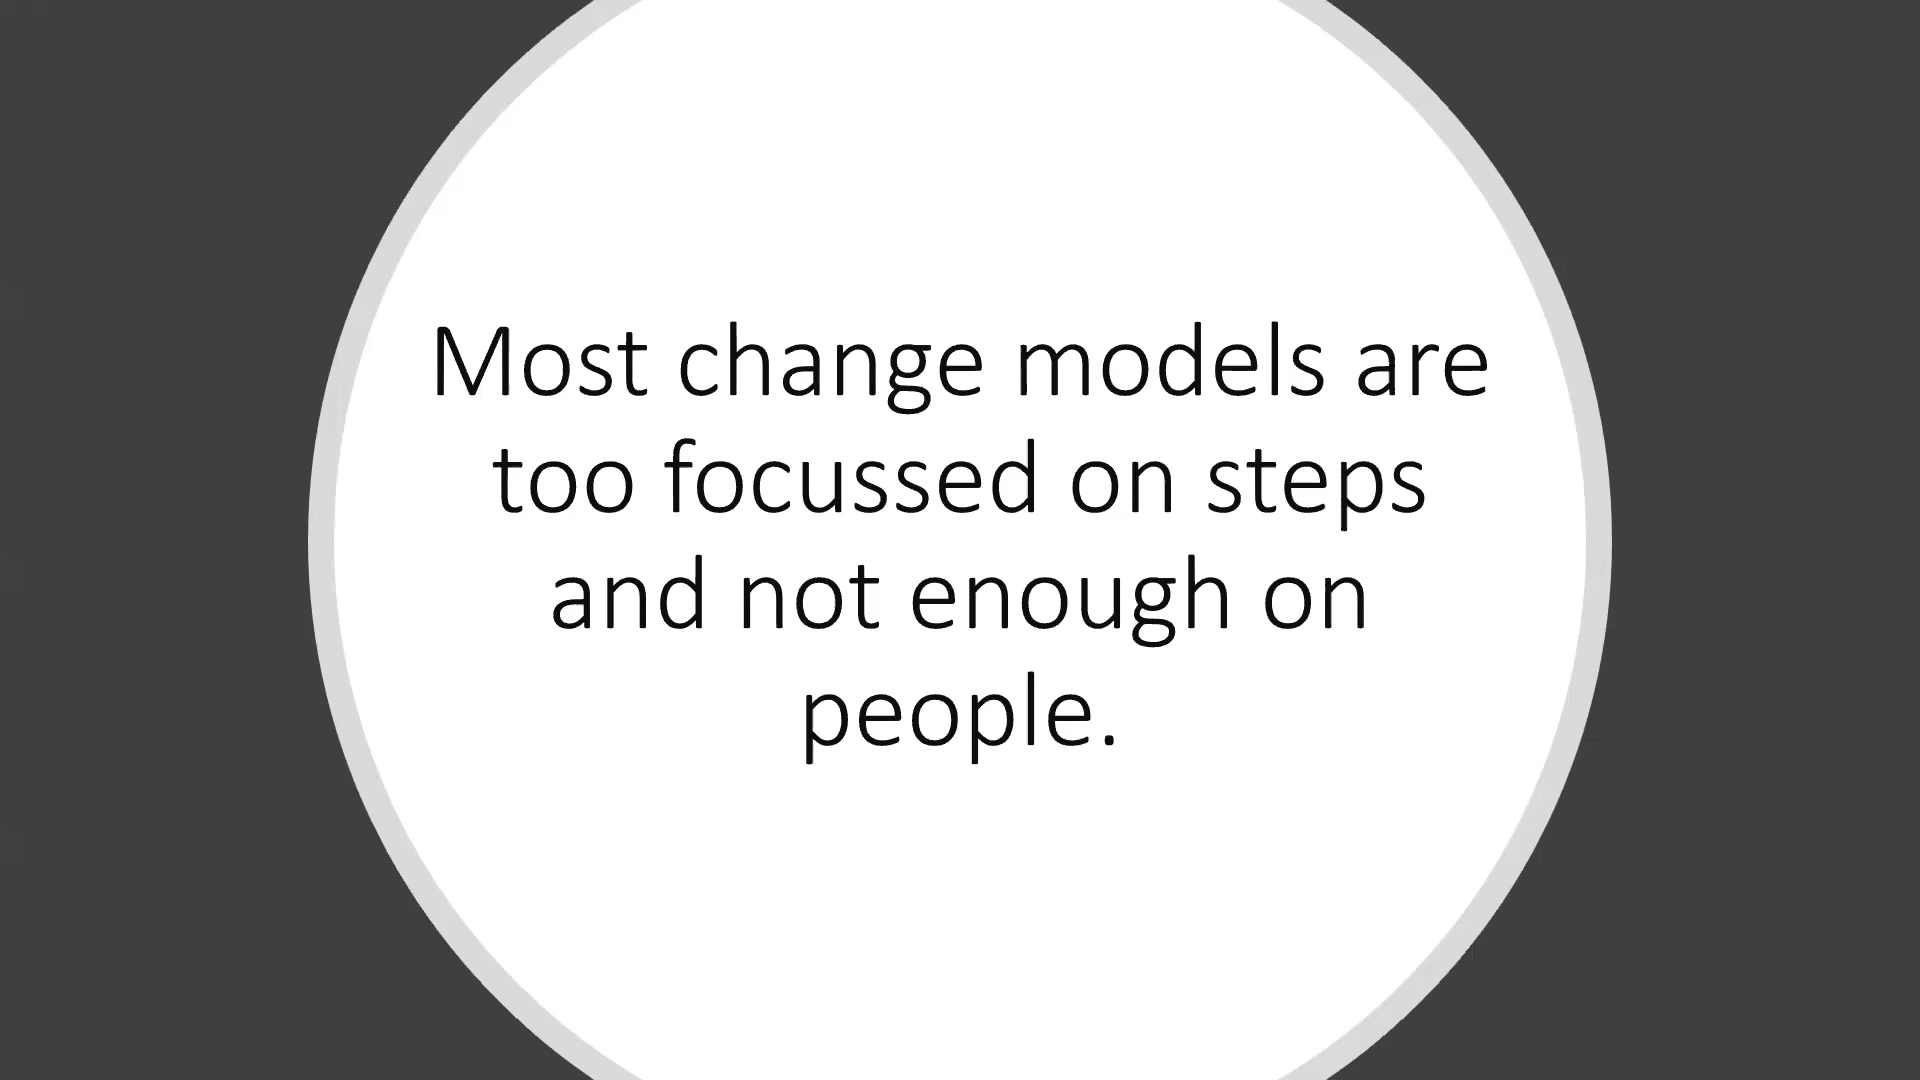 Most change models are
too focussed on steps
and not enough on
people.